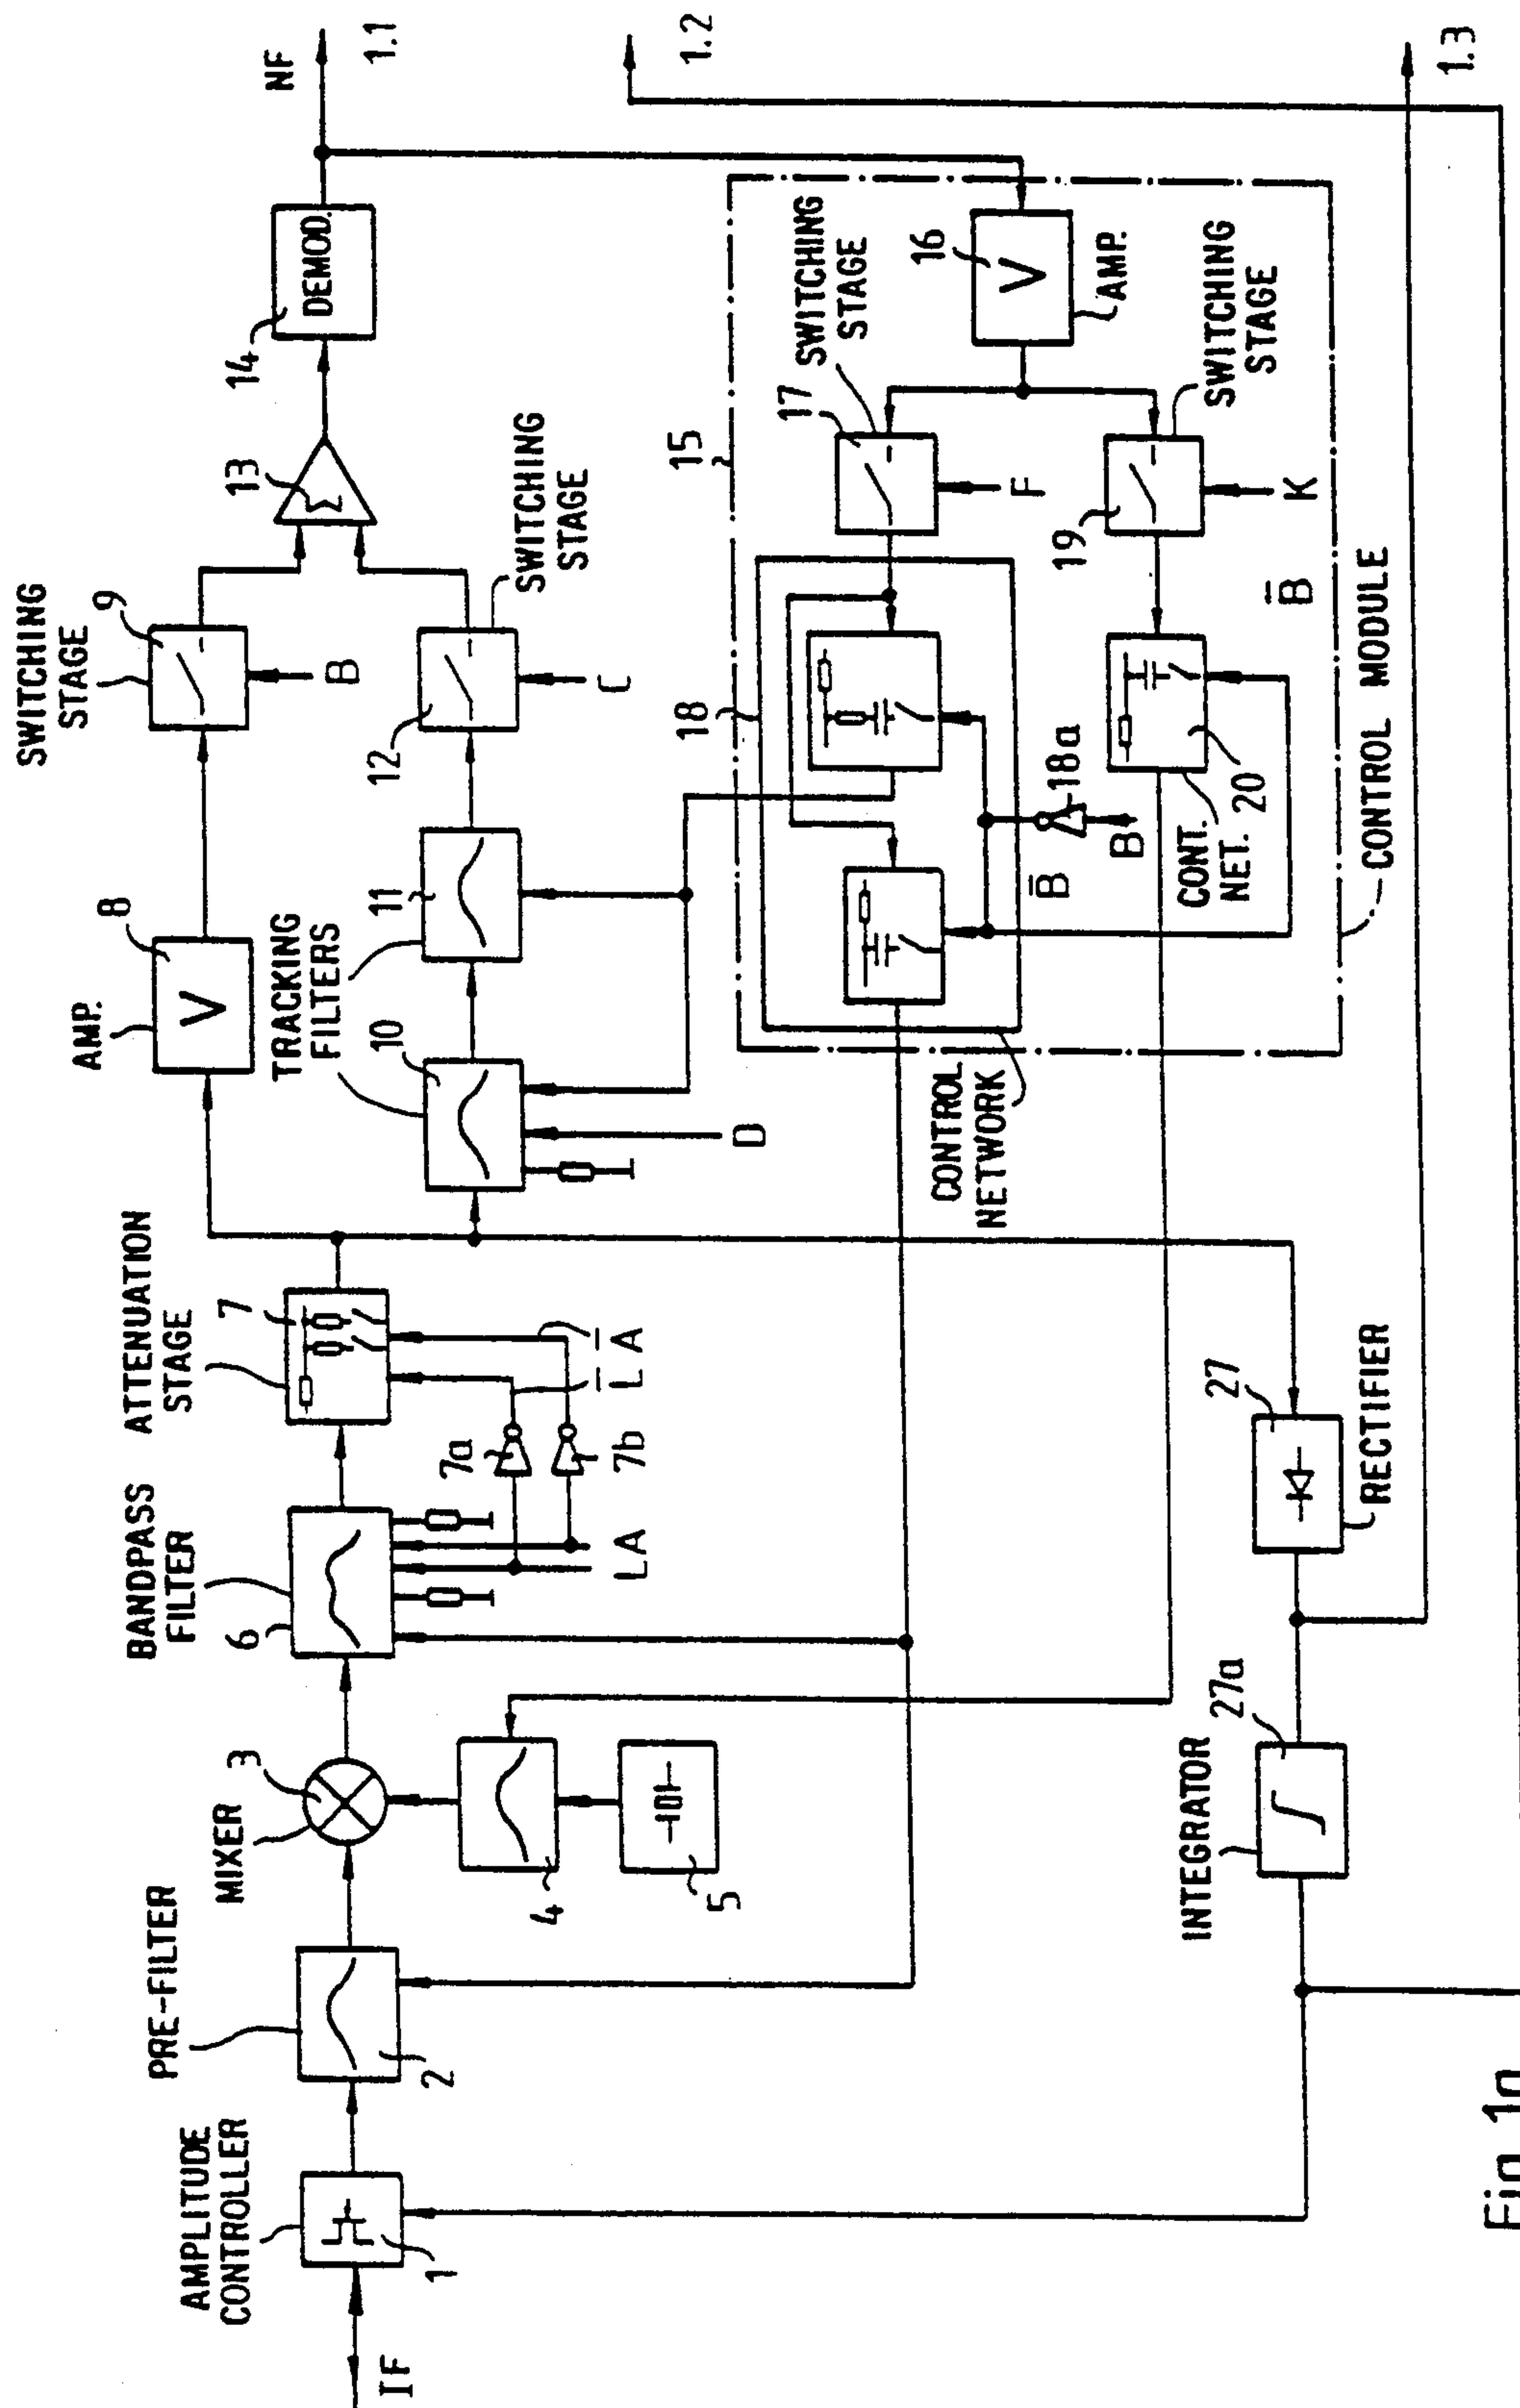 IF
AMPLITUDE
CONTROLLER
1
PRE-FILTER
2
MIXER
3
4
5
BANDPASS
FILTER
6
LA
7a
7b
L̅ A̅
ATTENUATION
STAGE
7
AMP.
8
V
SWITCHING
STAGE
9
B
TRACKING
FILTERS
10
11
D
12
C
SWITCHING
STAGE
13
Σ
14
DEMOD.
NF
1.1
1.2
1.3
15
16
V
AMP.
17
SWITCHING
STAGE
F
18
18a
B
B̅
CONTROL
NETWORK
19
SWITCHING
STAGE
K
B̅
20
CONT.
NET.
CONTROL MODULE
27
RECTIFIER
27a
INTEGRATOR
Fig. 1a